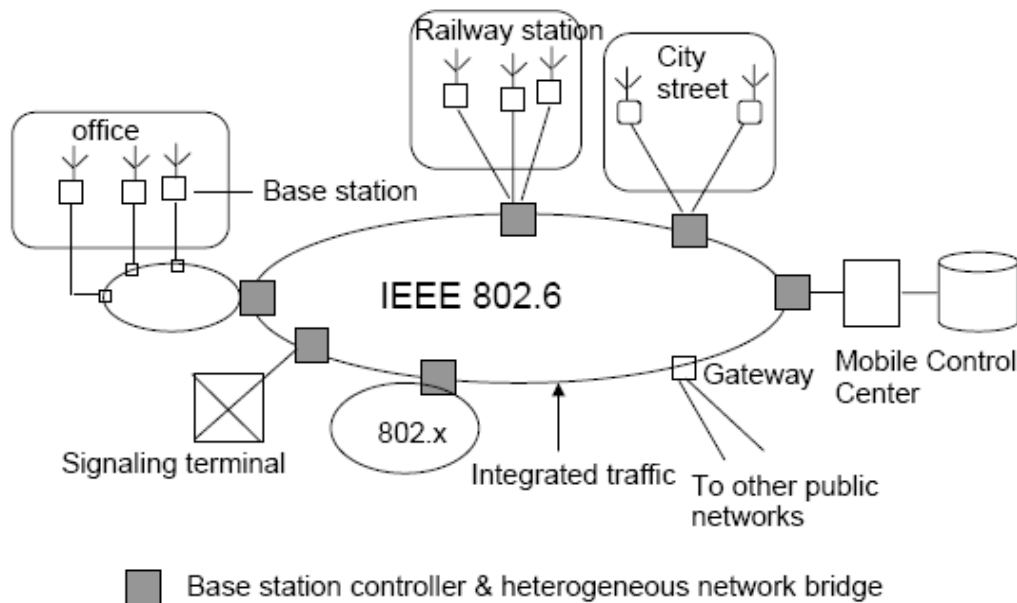 Railway station
City
street
office
Base station
IEEE 802.6
Mobile Control
Center
Gateway
802.x
Signaling terminal
Integrated traffic
To other public
networks
Base station controller & heterogeneous network bridge